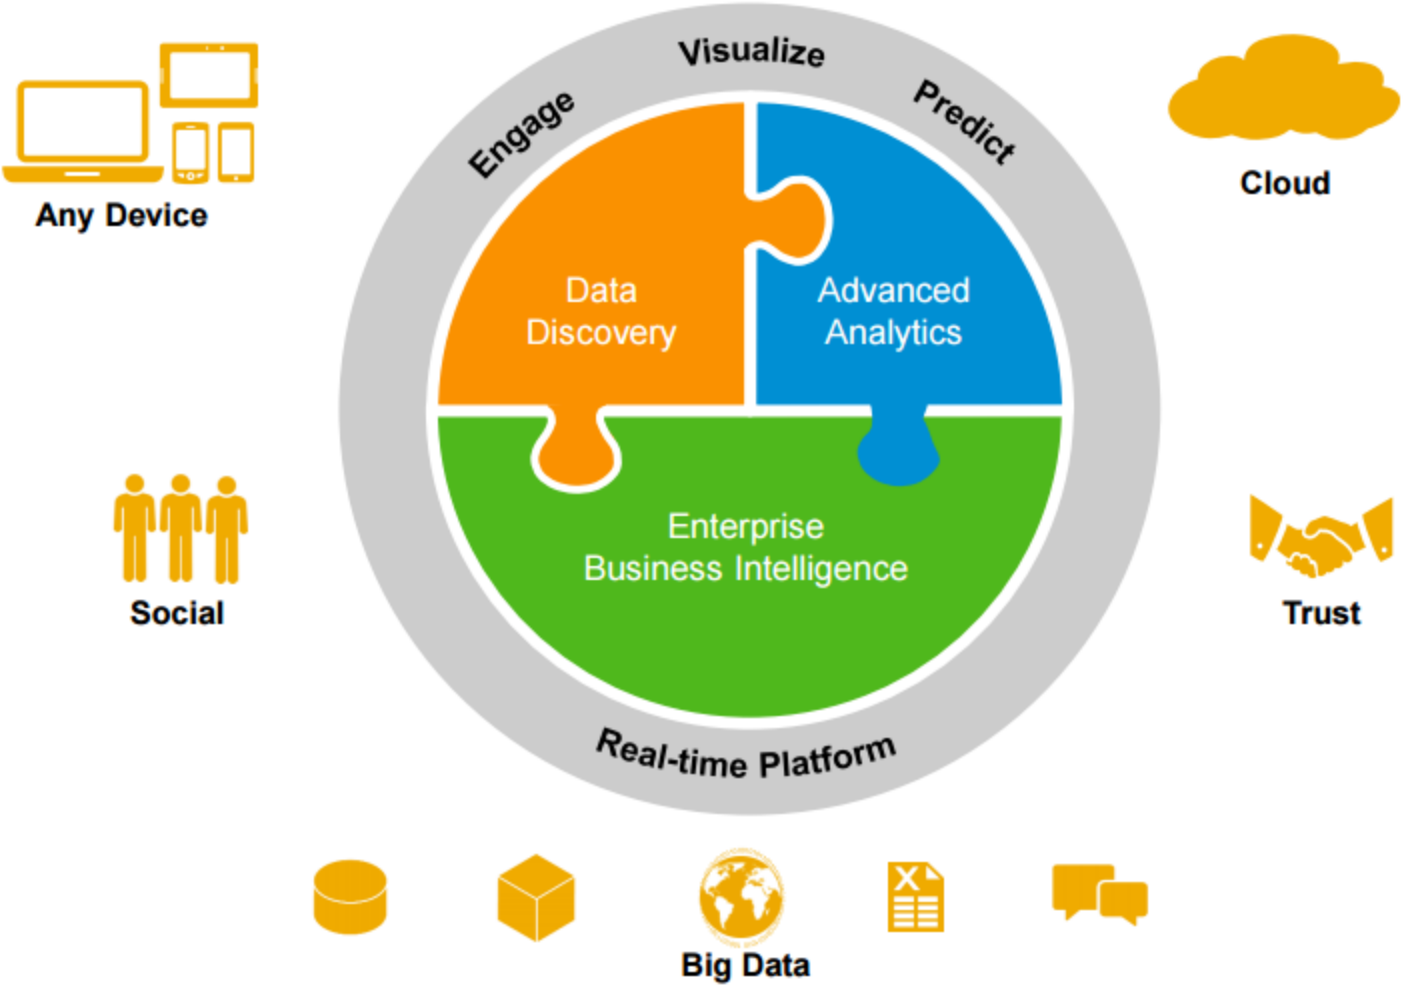 Visualize
Engage
Predict
Any Device
Cloud
Data
Discovery
Advanced
Analytics
Enterprise
Business Intelligence
Social
Trust
Real-time Platform
X
Big Data